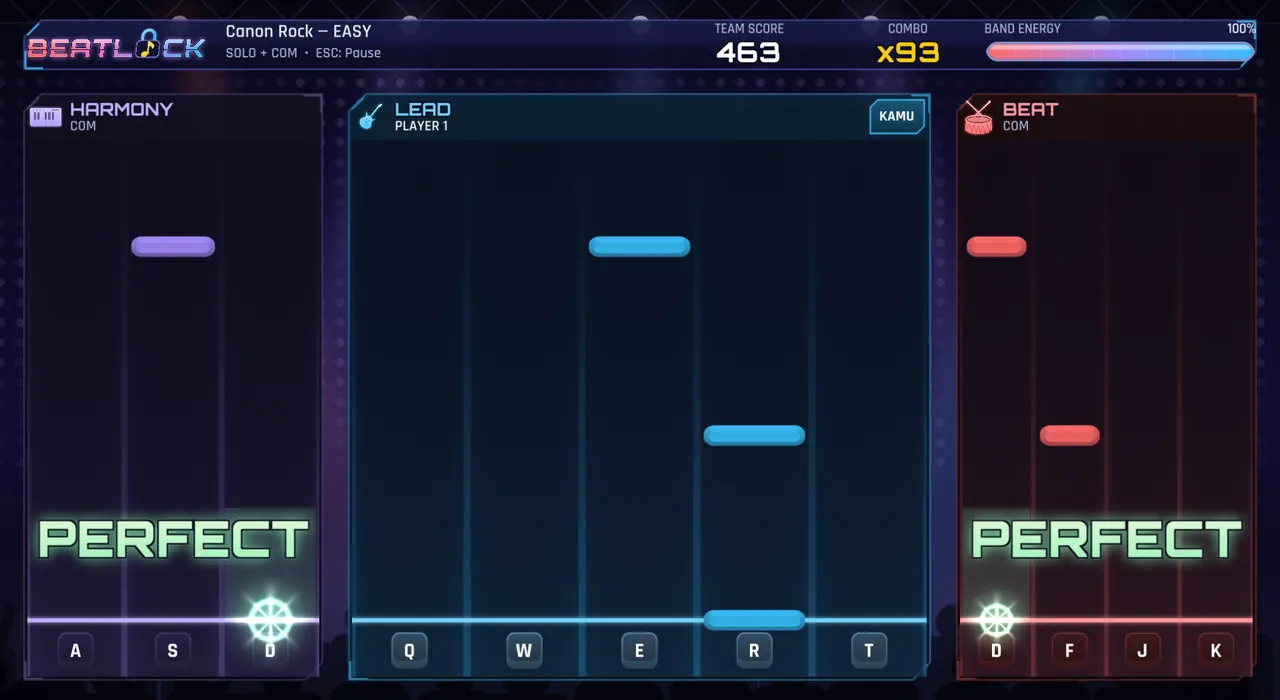 BEATLOCK
Canon Rock – EASY
SOLO + COM · ESC: Pause
TEAM SCORE
463
COMBO
x93
BAND ENERGY
100%
HARMONY
COM
LEAD
PLAYER 1
KAMU
BEAT
COM
PERFECT
PERFECT
A S D
Q W E R T
D F J K